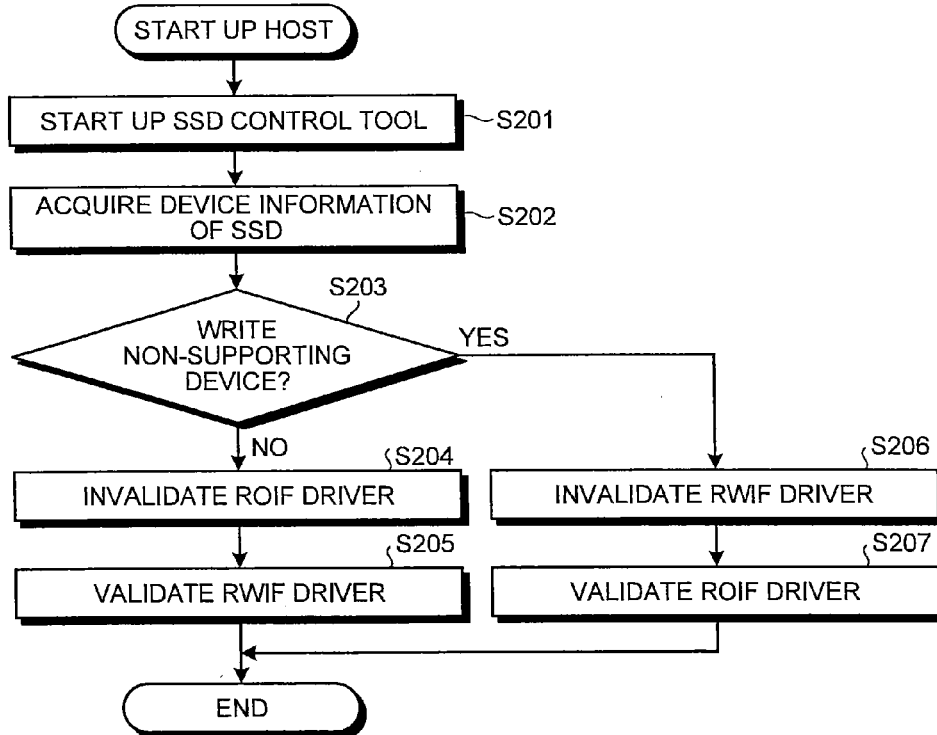 START UP HOST
START UP SSD CONTROL TOOL
S201
ACQUIRE DEVICE INFORMATION
OF SSD
S202
S203
WRITE
NON-SUPPORTING
DEVICE?
YES
NO
S204
INVALIDATE ROIF DRIVER
S206
INVALIDATE RWIF DRIVER
S205
VALIDATE RWIF DRIVER
S207
VALIDATE ROIF DRIVER
END